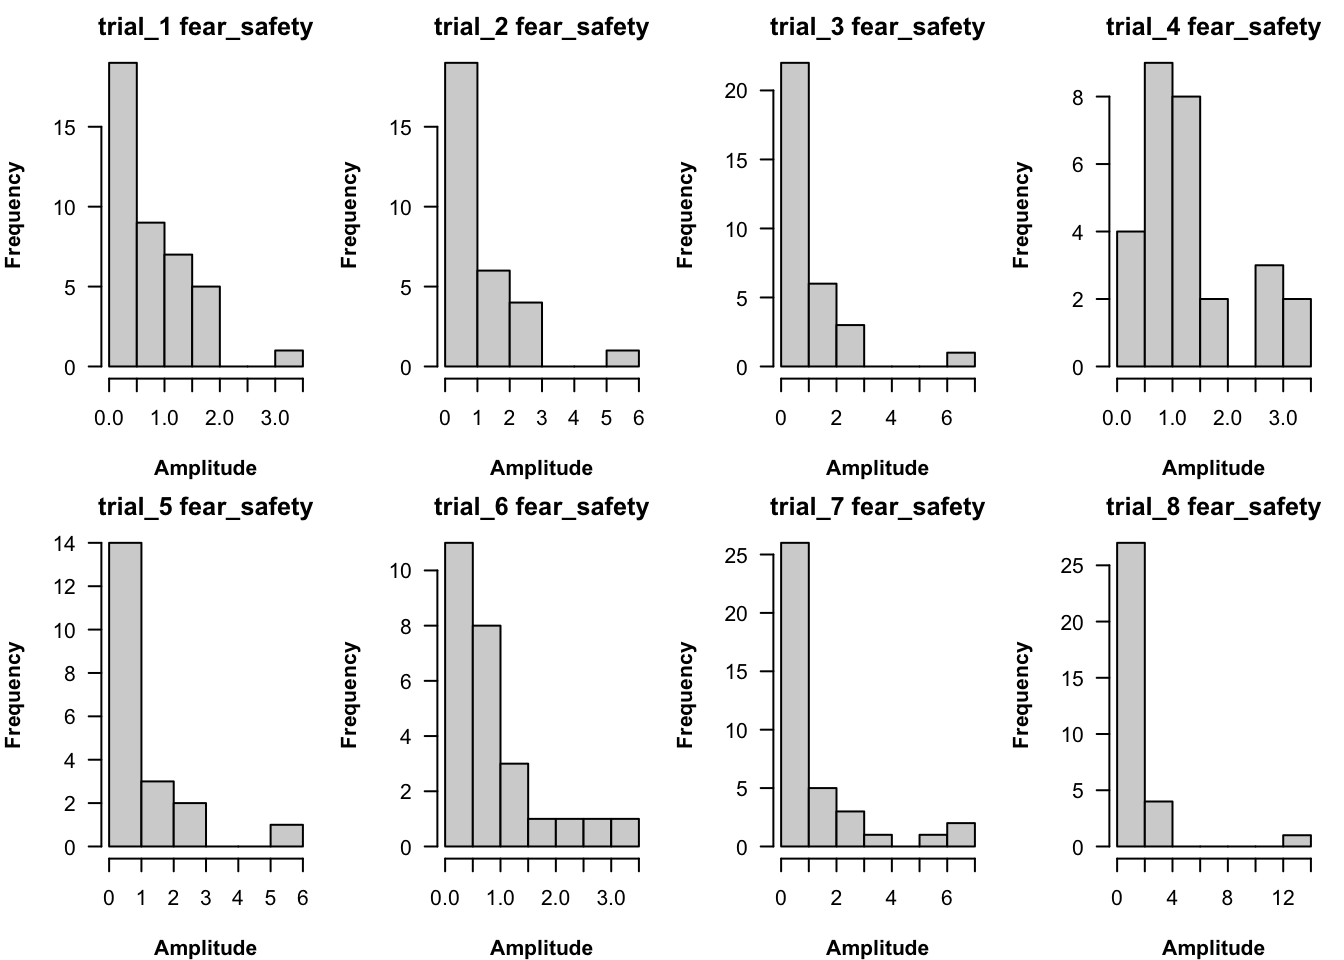 trial_1 fear_safety
Frequency
15
10
5
0
0.0 1.0 2.0 3.0
Amplitude
trial_2 fear_safety
Frequency
15
10
5
0
0 1 2 3 4 5 6
Amplitude
trial_3 fear_safety
Frequency
20
15
10
5
0
0 2 4 6
Amplitude
trial_4 fear_safety
Frequency
8
6
4
2
0
0.0 1.0 2.0 3.0
Amplitude
trial_5 fear_safety
Frequency
14
12
10
8
6
4
2
0
0 1 2 3 4 5 6
Amplitude
trial_6 fear_safety
Frequency
10
8
6
4
2
0
0.0 1.0 2.0 3.0
Amplitude
trial_7 fear_safety
Frequency
25
20
15
10
5
0
0 2 4 6
Amplitude
trial_8 fear_safety
Frequency
25
20
15
10
5
0
0 4 8 12
Amplitude